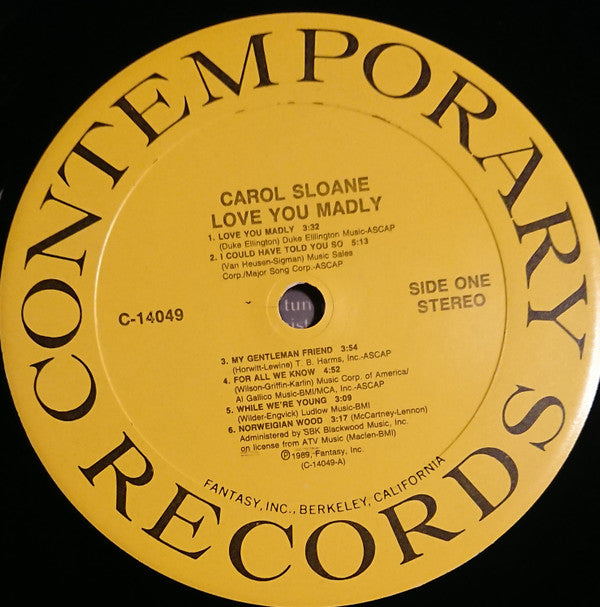 CONTEMPORARY RECORDS
CAROL SLOANE
LOVE YOU MADLY
1. LOVE YOU MADLY 3:32
(Duke Ellington) Duke Ellington Music-ASCAP
2. I COULD HAVE TOLD YOU SO 5:13
(Van Heusen-Sigman) Music Sales
Corp./Major Song Corp.-ASCAP
C-14049
SIDE ONE
STEREO
tun
ist
3. MY GENTLEMAN FRIEND 3:54
(Horwitt-Lewine) T. B. Harms, Inc.-ASCAP
4. FOR ALL WE KNOW 4:52
(Wilson-Griffin-Karlin) Music Corp. of America/
Al Gallico Music-BMI/MCA, Inc.-ASCAP
5. WHILE WE'RE YOUNG 3:09
(Wilder-Engvick) Ludlow Music-BMI
6. NORWEIGIAN WOOD 3:17 (McCartney-Lennon)
Administered by SBK Blackwood Music, Inc.
on license from ATV Music (Maclen-BMI)
℗ 1989, Fantasy, Inc.
(C-14049-A)
FANTASY, INC., BERKELEY, CALIFORNIA